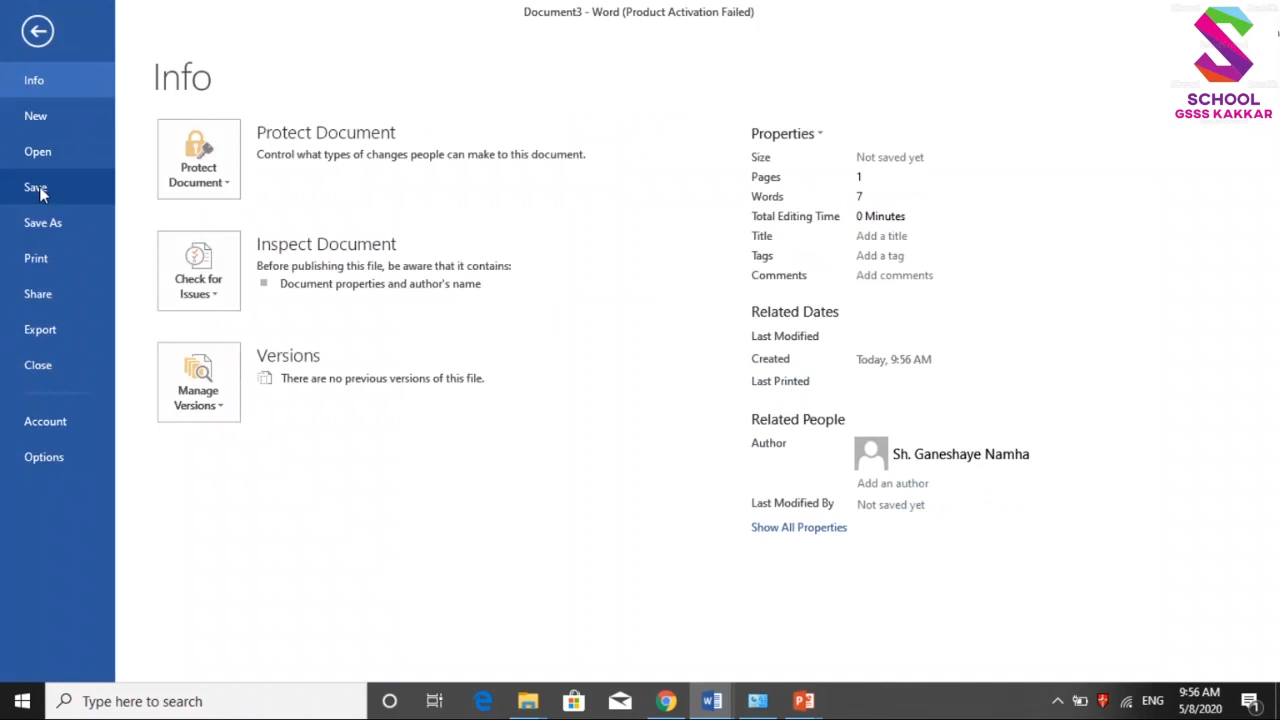 Document3 - Word (Product Activation Failed)
SCHOOL
GSSS KAKKAR
Info
New
Open
Save
Save As
Print
Share
Export
Close
Account
Options
Info
Protect Document
Protect Document
Control what types of changes people can make to this document.
Check for Issues
Inspect Document
Before publishing this file, be aware that it contains:
Document properties and author's name
Manage Versions
Versions
There are no previous versions of this file.
Properties
Size Not saved yet
Pages 1
Words 7
Total Editing Time 0 Minutes
Title Add a title
Tags Add a tag
Comments Add comments
Related Dates
Last Modified
Created Today, 9:56 AM
Last Printed
Related People
Author Sh. Ganeshaye Namha
Add an author
Last Modified By Not saved yet
Show All Properties
Type here to search
ENG
9:56 AM
5/8/2020
1